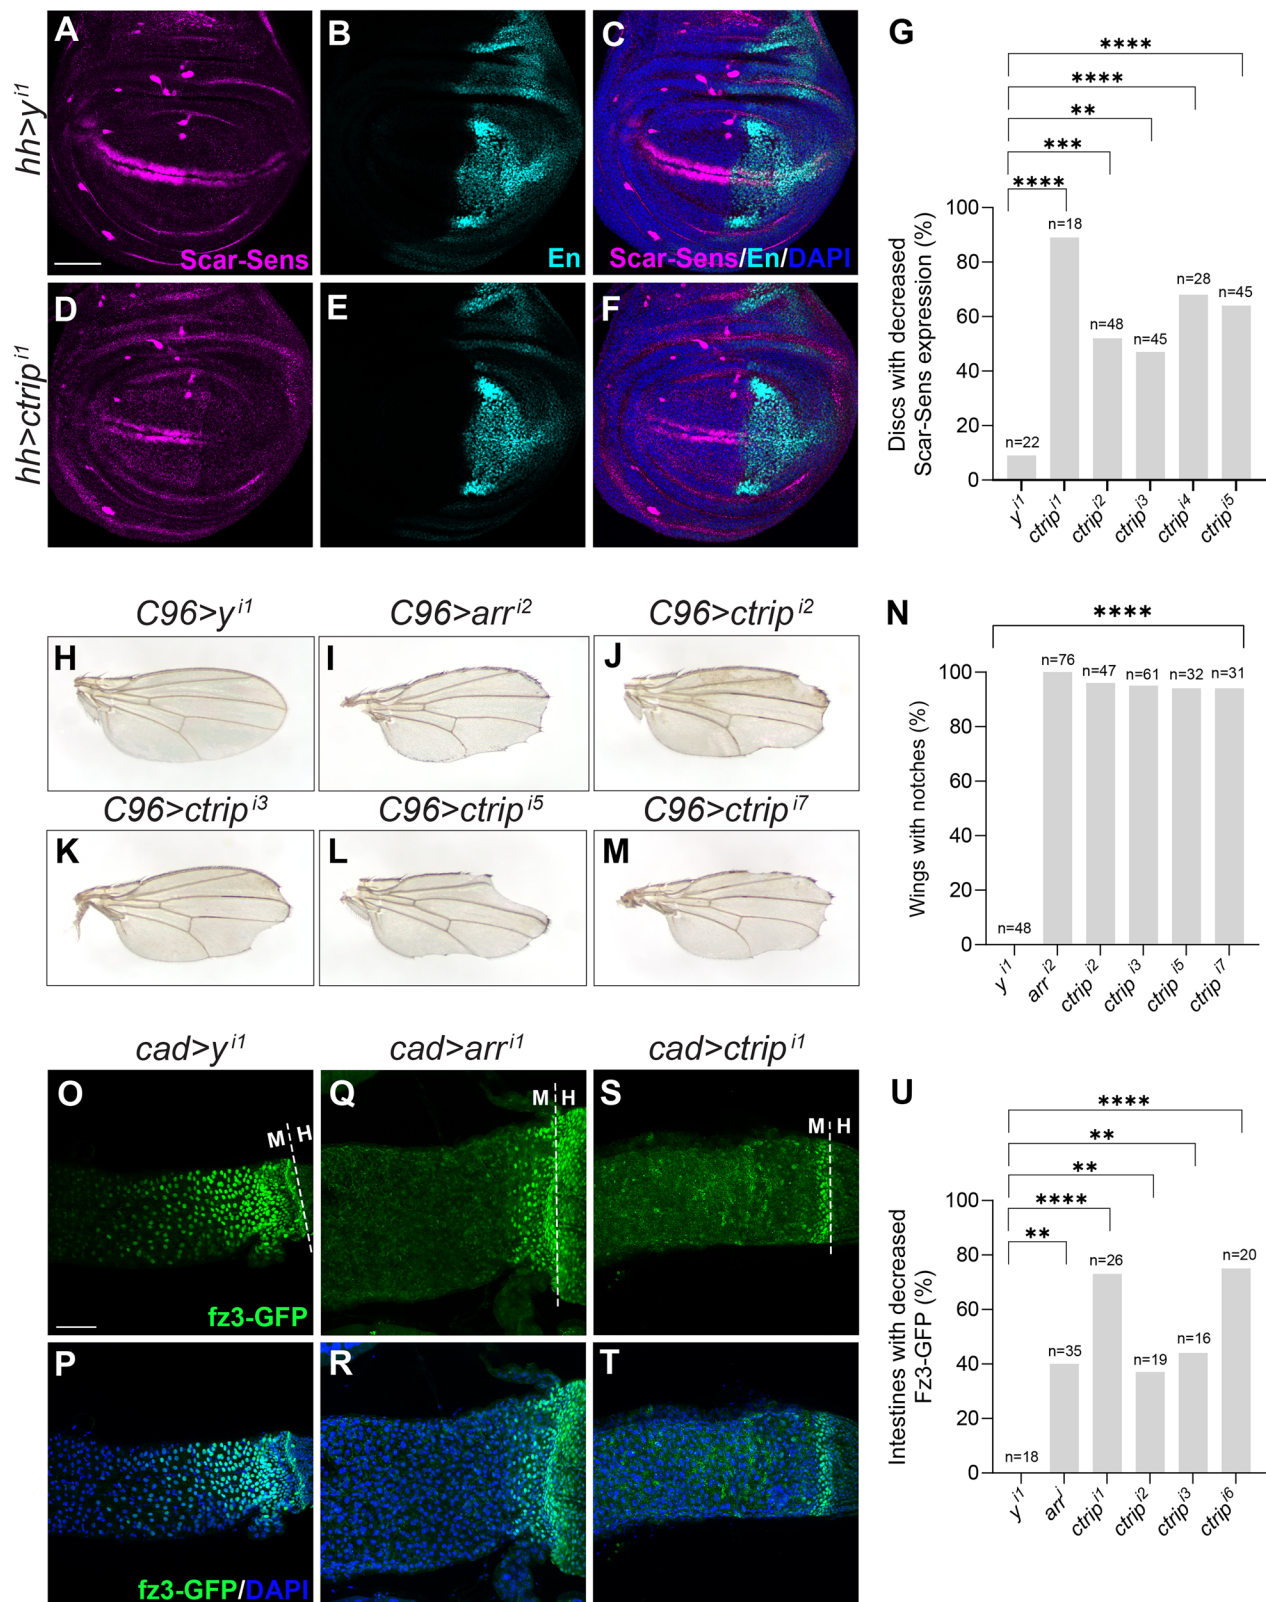 hh>y i1
A
Scar-Sens
B
En
C
Scar-Sens/En/DAPI
hh>ctrip i1
D
E
F
G
****
****
**
***
****
Discs with decreased
Scar-Sens expression (%)
100
80
60
40
20
0
n=22
n=18
n=48
n=45
n=28
n=45
y i1
ctrip i1
ctrip i2
ctrip i3
ctrip i4
ctrip i5
C96>y i1
C96>arr i2
C96>ctrip i2
H
I
J
C96>ctrip i3
C96>ctrip i5
C96>ctrip i7
K
L
M
N
****
Wings with notches (%)
100
80
60
40
20
0
n=48
n=76
n=47
n=61
n=32
n=31
y i1
arr i2
ctrip i2
ctrip i3
ctrip i5
ctrip i7
cad>y i1
cad>arr i1
cad>ctrip i1
O
M H
fz3-GFP
Q
M H
S
M H
P
fz3-GFP/DAPI
R
T
U
****
**
**
****
**
Intestines with decreased
Fz3-GFP (%)
100
80
60
40
20
0
n=18
n=35
n=26
n=19
n=16
n=20
y i1
arr i
ctrip i1
ctrip i2
ctrip i3
ctrip i6